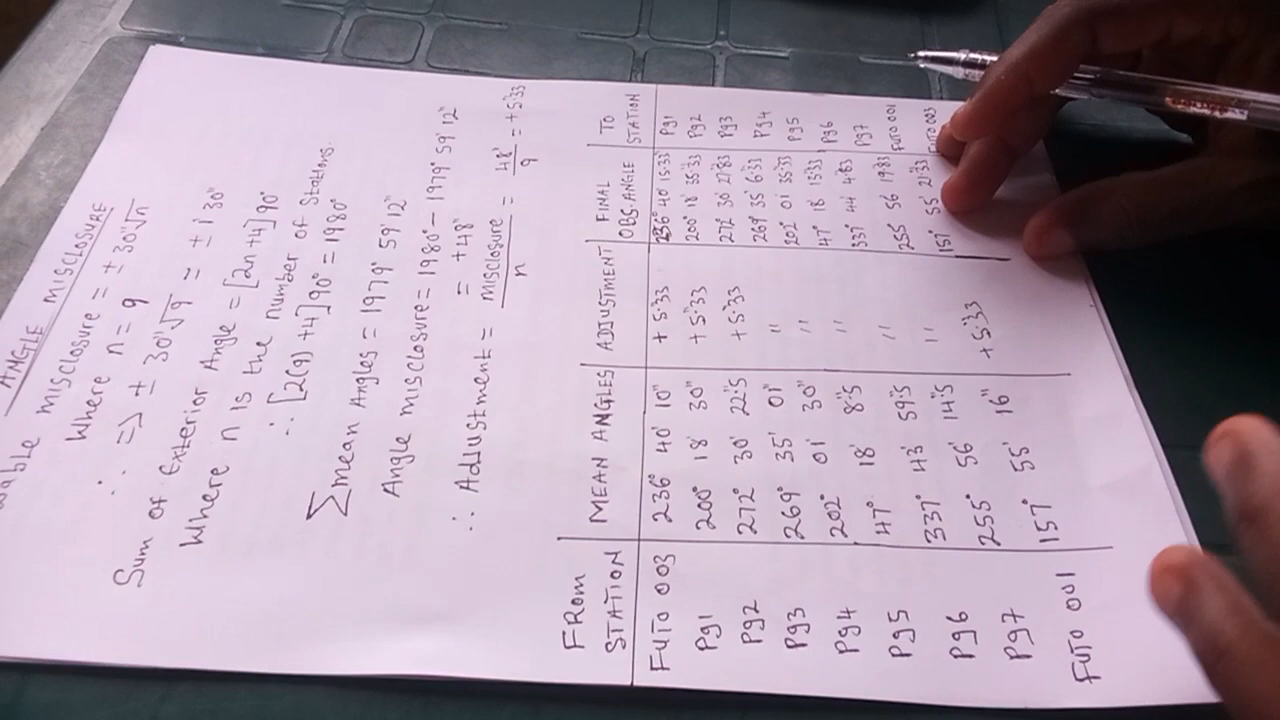 ANGLE MISCLOSURE
misclosure = ± 30"√n
Where n = 9
∴ => ± 30"√9 = ± 1' 30"
Sum of Exterior Angle = [2n+4] 90°
Where n is the number of stations.
∴ [2(9) +4] 90° = 1980°
∑mean Angles = 1979° 59' 12"
Angle misclosure = 1980° - 1979° 59' 12"
= + 48"
∴ Adjustment = misclosure / n = 48" / 9 = +5."33
FROM STATION | MEAN ANGLES | ADJUSTMENT | FINAL OBS. ANGLE | TO STATION
FUTO 003 | 236° 40' 10" | +5."33 | 236° 40' 15."33 | Pg1
Pg1 | 200° 18' 30" | +5."33 | 200° 18' 35."33 | Pg2
Pg2 | 272° 30' 22."5 | +5."33 | 272° 30' 27."83 | Pg3
Pg3 | 269° 35' 01" | " | 269° 35' 6."33 | Pg4
Pg4 | 202° 01' 30" | " | 202° 01' 35."33 | Pg5
Pg5 | 47° 18' 8."5 | " | 47° 18' 13."33 | Pg6
Pg6 | 337° 43' 59."5 | " | 337° 44' 4."83 | Pg7
Pg7 | 255° 56' 14."5 | " | 255 56 19."83 | FUTO 001
FUTO 001 | 157° 55' 16" | +5."33 | 157° 55' 21."33 | FUTO 003